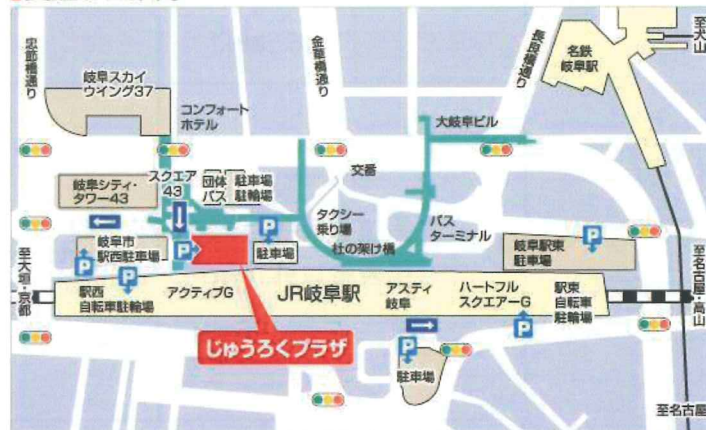 忠節橋通り
金華橋通り
長良橋通り
至犬山
名鉄
岐阜駅
岐阜スカイ
ウイング37
コンフォート
ホテル
大岐阜ビル
交番
岐阜シティ・
タワー43
スクエア
43
団体
バス
駐車場
駐輪場
タクシー
乗り場
バス
ターミナル
杜の架け橋
岐阜市
駅西駐車場
P
P
P
P
駐車場
岐阜駅東
駐車場
P
至大垣・京都
駅西
自転車駐輪場
アクティブG
JR岐阜駅
アスティ
岐阜
ハートフル
スクエアーG
駅東
自転車
駐輪場
P
至名古屋・高山
じゅうろくプラザ
P
駐車場
至名古屋